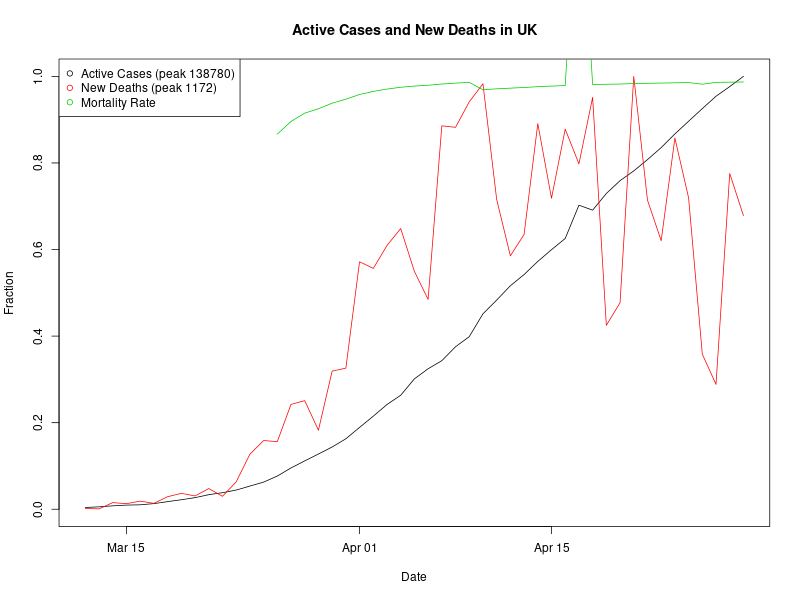 Active Cases and New Deaths in UK
Active Cases (peak 138780)
New Deaths (peak 1172)
Mortality Rate
1.0
0.8
0.6
0.4
0.2
0.0
Fraction
Mar 15
Apr 01
Apr 15
Date